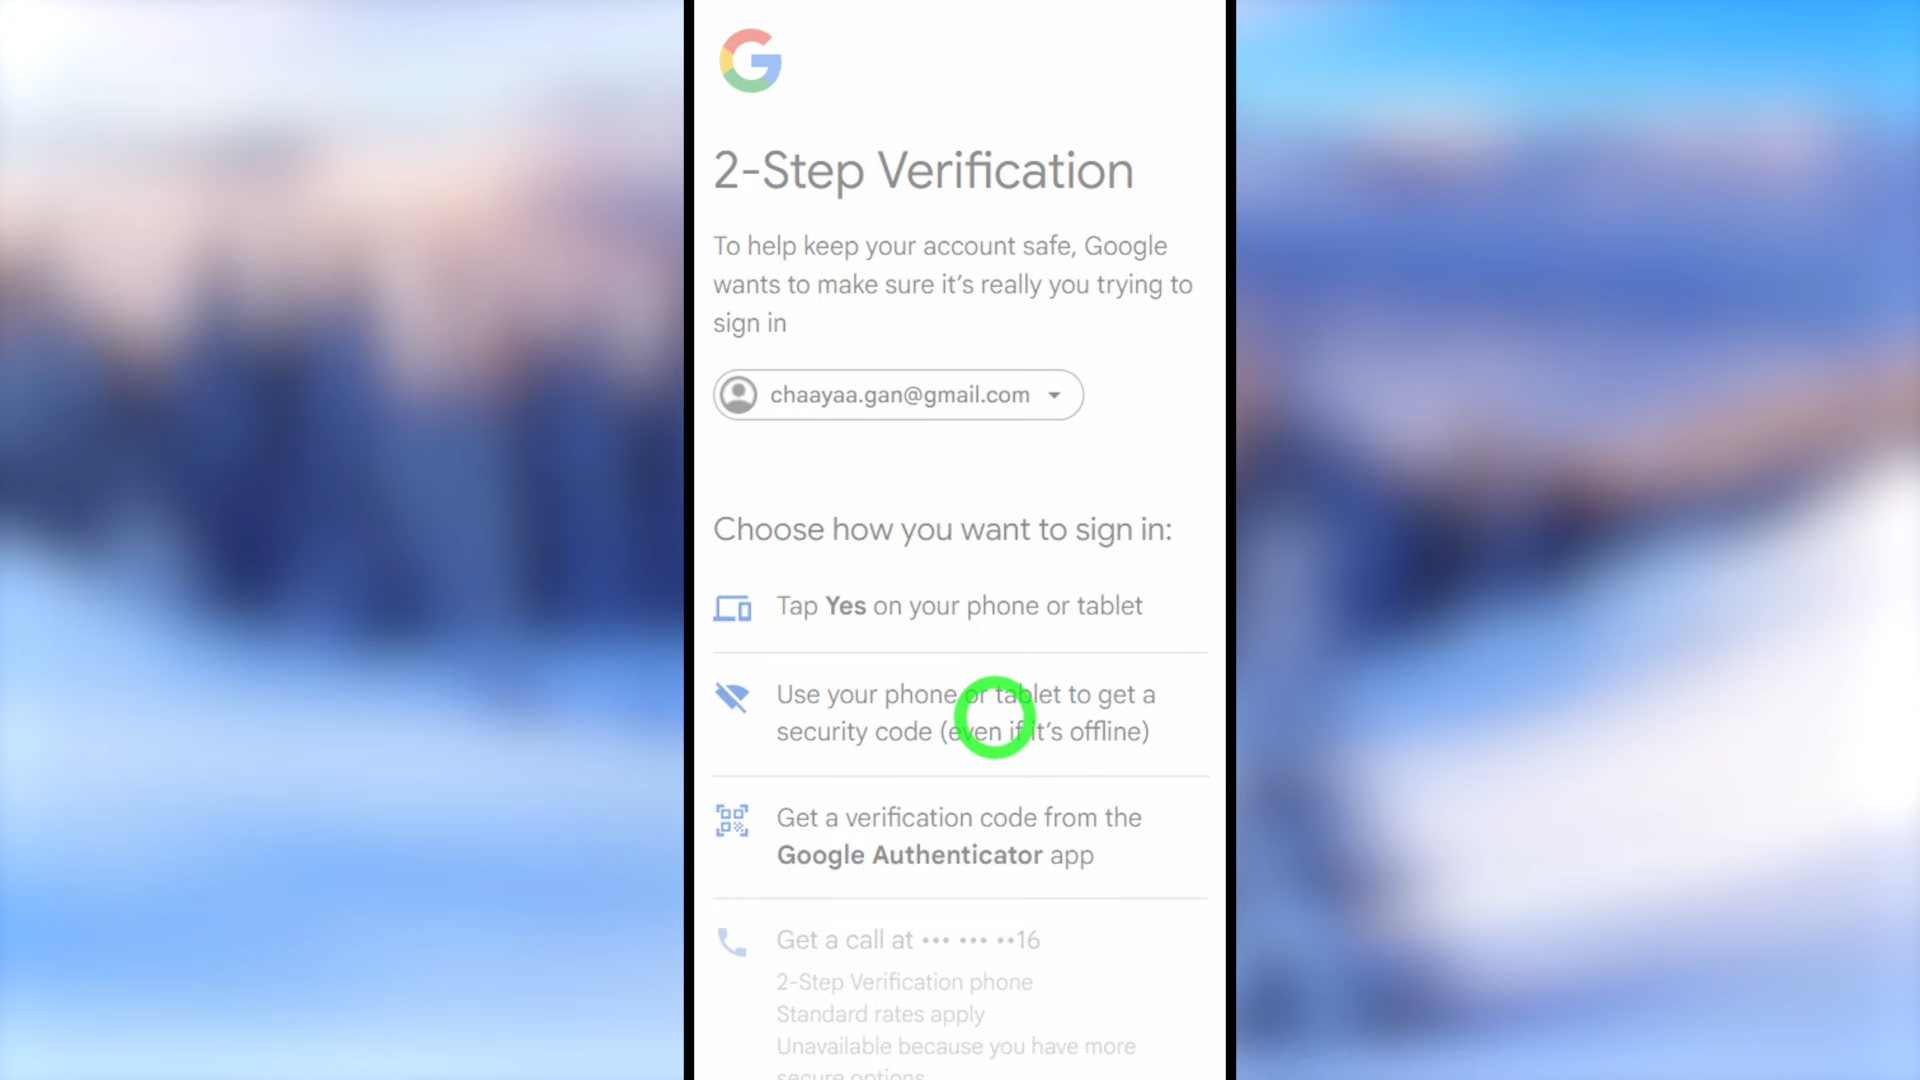 2-Step Verification
To help keep your account safe, Google
wants to make sure it's really you trying to
sign in
chaayaa.gan@gmail.com
Choose how you want to sign in:
Tap Yes on your phone or tablet
Use your phone or tablet to get a
security code (even if it's offline)
Get a verification code from the
Google Authenticator app
Get a call at ••• ••• ••16
2-Step Verification phone
Standard rates apply
Unavailable because you have more
secure options